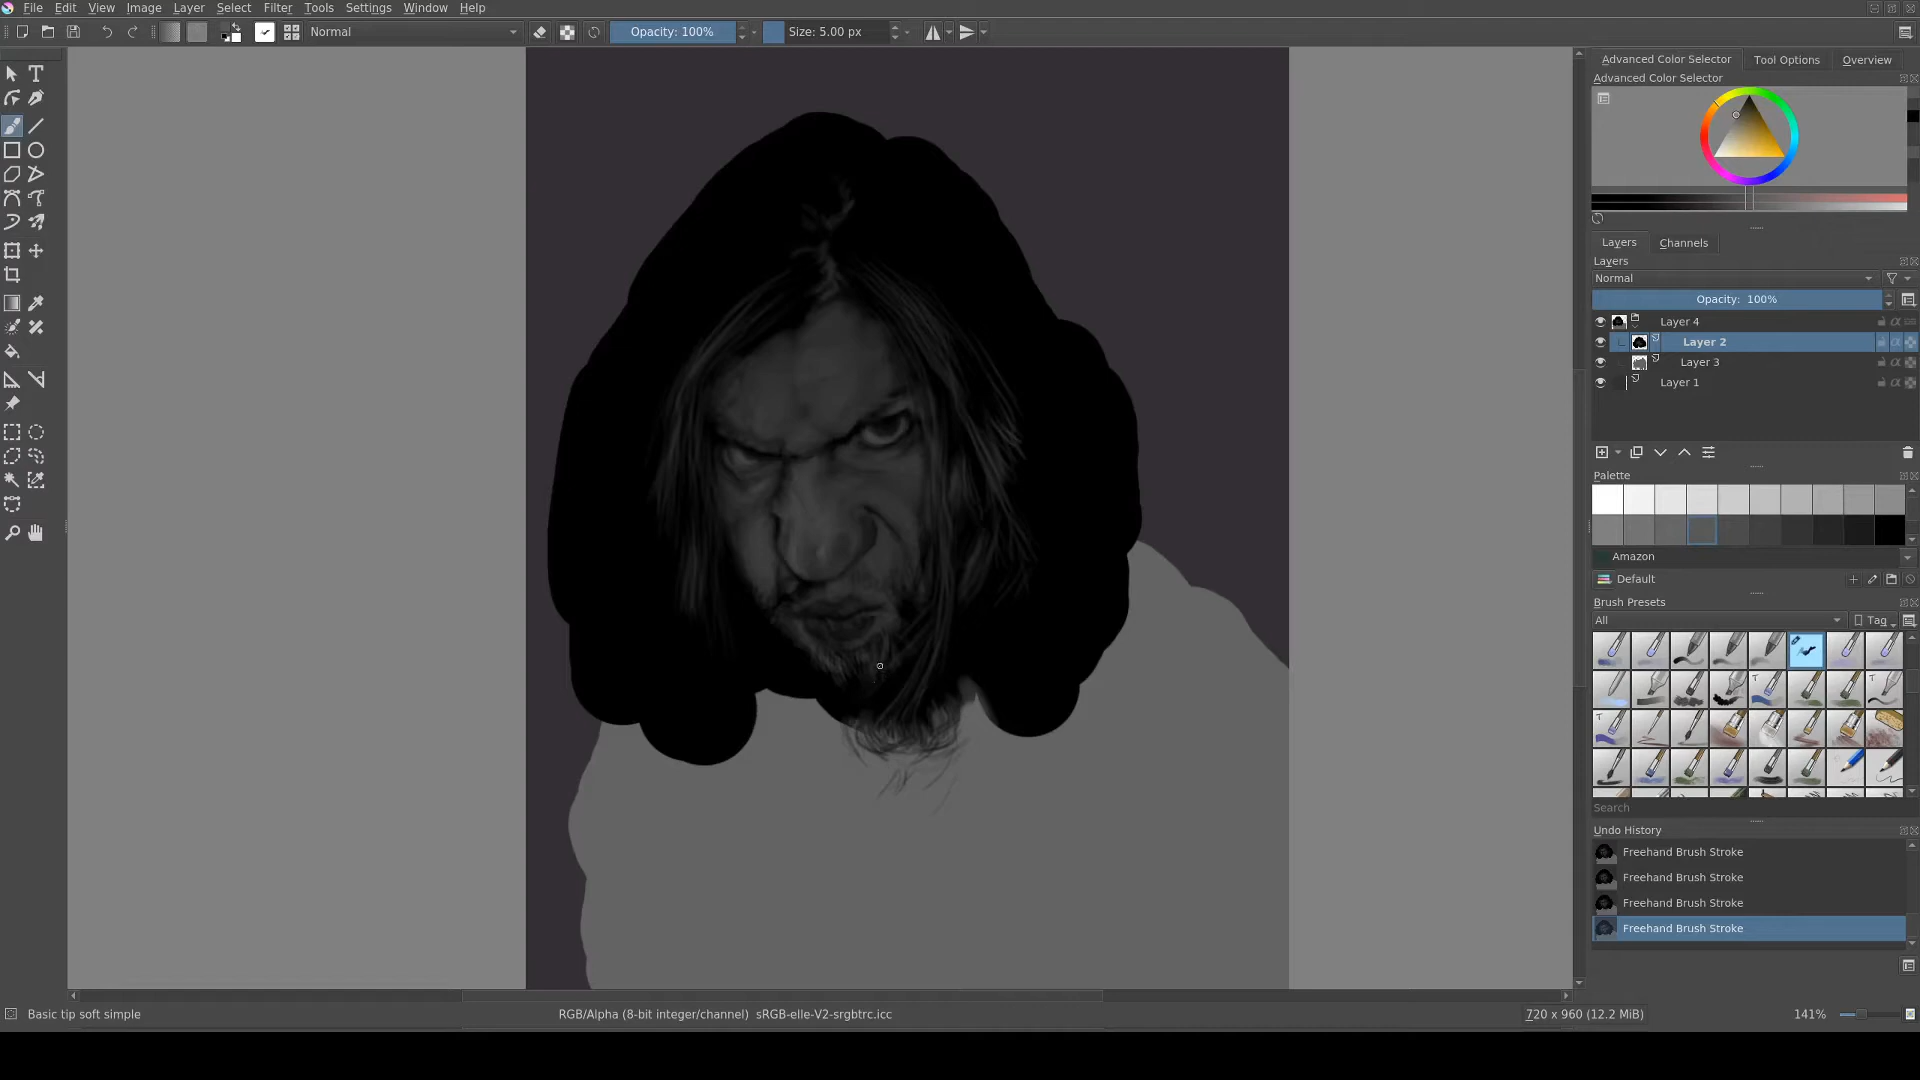 File Edit View Image Layer Select Filter Tools Settings Window Help
Normal Opacity: 100% Size: 5.00 px
Advanced Color Selector Tool Options Overview
Advanced Color Selector
Layers Channels
Layers
Normal
Opacity: 100%
Layer 4
Layer 2
Layer 3
Layer 1
Palette
Amazon
Default
Brush Presets
All Tag
Search
Undo History
Freehand Brush Stroke
Freehand Brush Stroke
Freehand Brush Stroke
Freehand Brush Stroke
Basic tip soft simple RGB/Alpha (8-bit integer/channel) sRGB-elle-V2-srgbtrc.icc 720 x 960 (12.2 MiB) 141%